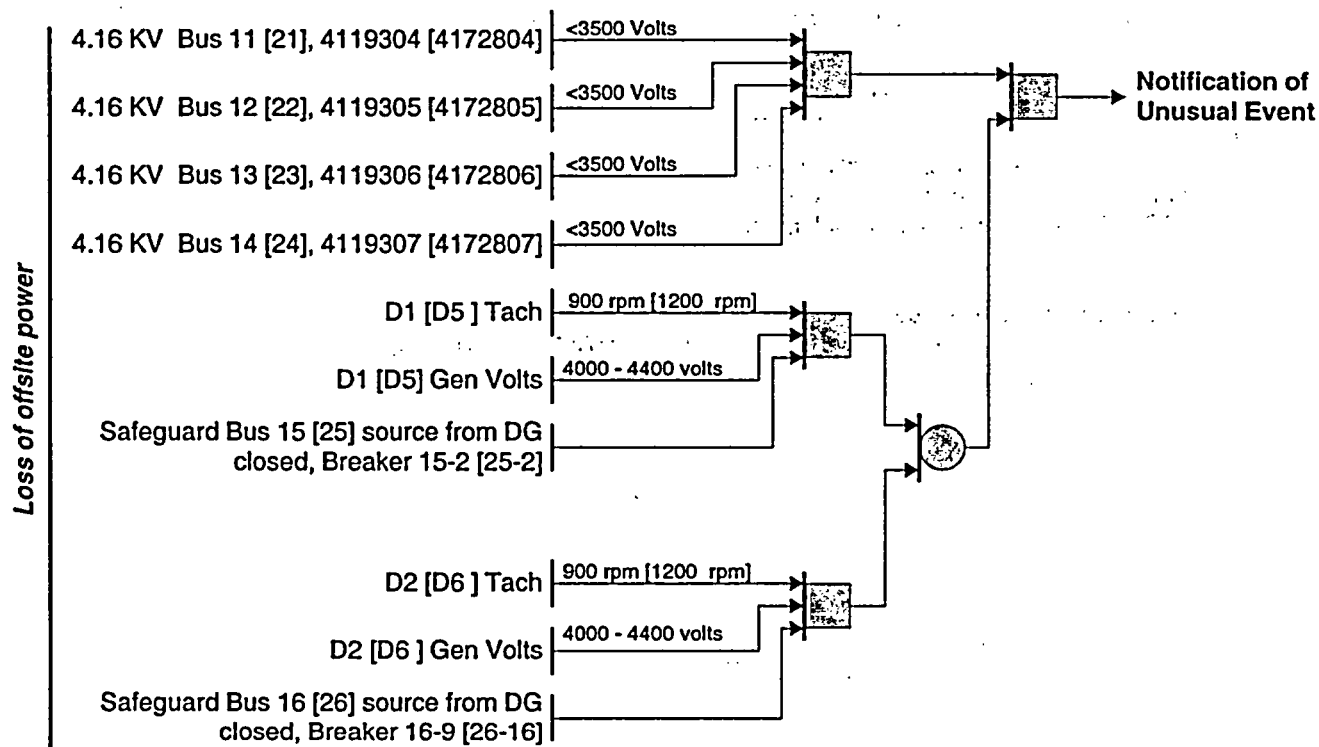 Loss of offsite power
4.16 KV Bus 11 [21], 4119304 [4172804]
<3500 Volts
4.16 KV Bus 12 [22], 4119305 [4172805]
<3500 Volts
4.16 KV Bus 13 [23], 4119306 [4172806]
<3500 Volts
4.16 KV Bus 14 [24], 4119307 [4172807]
<3500 Volts
Notification of
Unusual Event
D1 [D5 ] Tach
900 rpm [1200 rpm]
D1 [D5] Gen Volts
4000 - 4400 volts
Safeguard Bus 15 [25] source from DG
closed, Breaker 15-2 [25-2]
D2 [D6 ] Tach
900 rpm [1200 rpm]
D2 [D6 ] Gen Volts
4000 - 4400 volts
Safeguard Bus 16 [26] source from DG
closed, Breaker 16-9 [26-16]